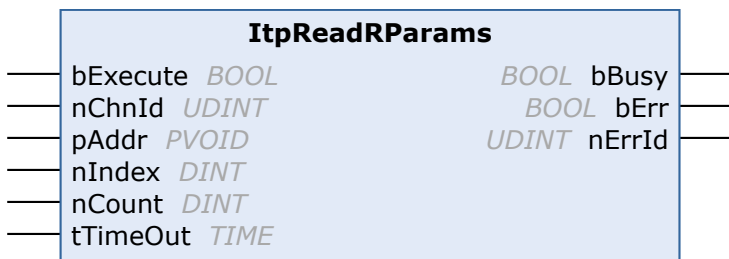 ItpReadRParams
bExecute BOOL BOOL bBusy
nChnId UDINT BOOL bErr
pAddr PVOID UDINT nErrId
nIndex DINT
nCount DINT
tTimeOut TIME